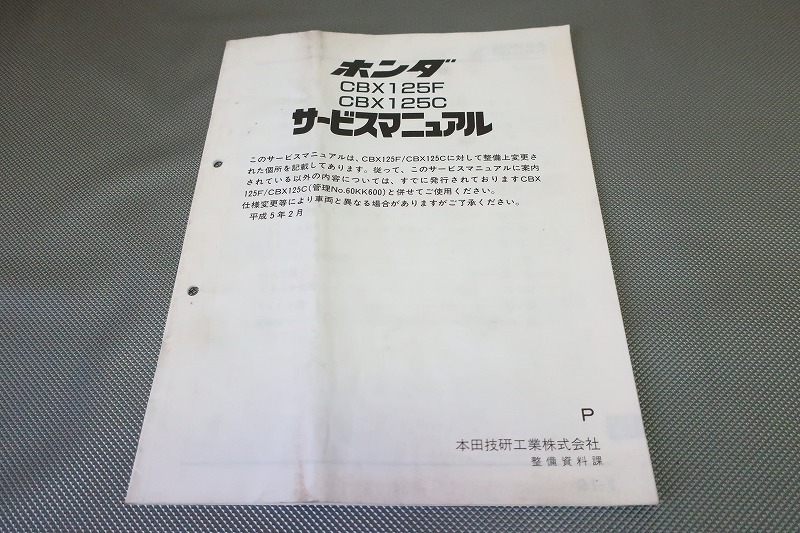 ホンダ
CBX125F
CBX125C
サービスマニュアル
このサービスマニュアルは、CBX125F/CBX125Cに対して整備上変更さ
れた個所を記載してあります。従って、このサービスマニュアルに案内
されている以外の内容については、すでに発行されておりますCBX
125F/CBX125C(管理No.60KK600)と併せてご使用ください。
仕様変更等により車両と異なる場合がありますがご了承ください。
平成5年2月
P
本田技研工業株式会社
整備資料課